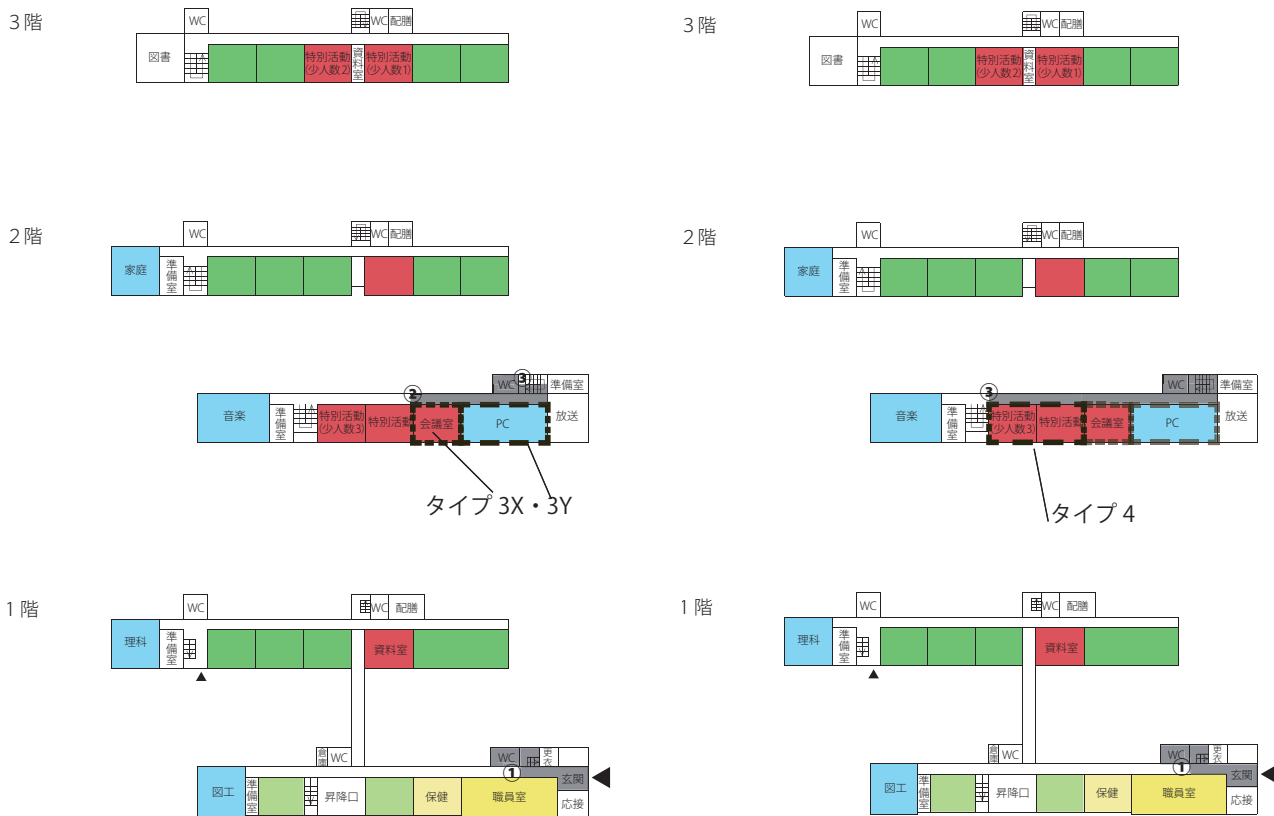 3階
WC
WC
配膳
図書
特別活動
(少人数2)
資料室
特別活動
(少人数1)
2階
WC
WC
配膳
家庭
準備室
WC
③
準備室
②
音楽
準備室
特別活動
(少人数3)
特別活動
会議室
PC
放送
タイプ 3X・3Y
1階
WC
WC
配膳
理科
準備室
資料室
倉庫
WC
WC
更衣
①
玄関
図工
準備室
昇降口
保健
職員室
応接
3階
WC
WC
配膳
図書
特別活動
(少人数2)
資料室
特別活動
(少人数1)
2階
WC
WC
配膳
家庭
準備室
WC
準備室
③
音楽
準備室
特別活動
(少人数3)
特別活動
会議室
PC
放送
タイプ 4
1階
WC
WC
配膳
理科
準備室
資料室
倉庫
WC
WC
更衣
①
玄関
図工
準備室
昇降口
保健
職員室
応接